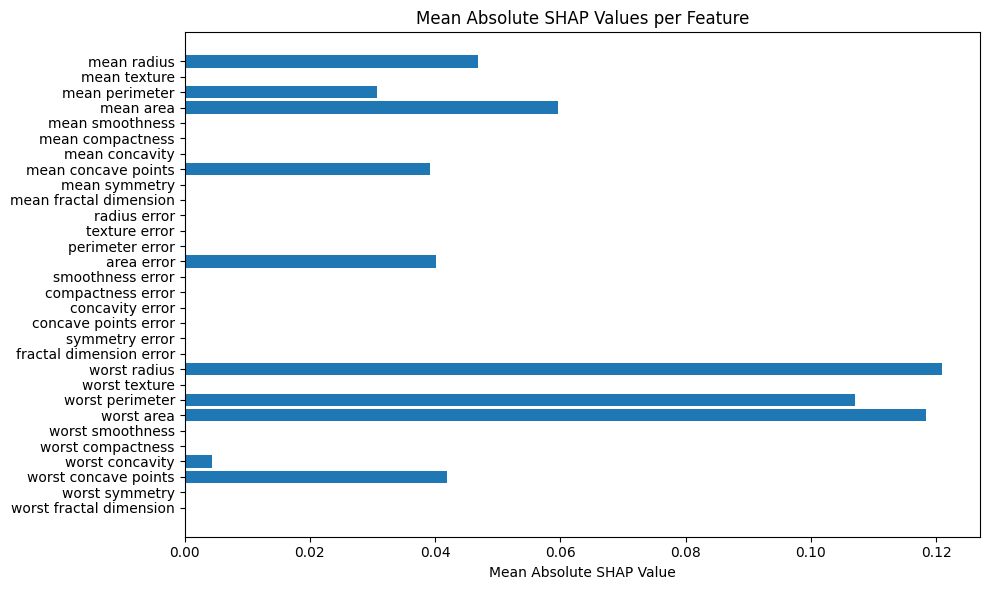 Mean Absolute SHAP Values per Feature
mean radius
mean texture
mean perimeter
mean area
mean smoothness
mean compactness
mean concavity
mean concave points
mean symmetry
mean fractal dimension
radius error
texture error
perimeter error
area error
smoothness error
compactness error
concavity error
concave points error
symmetry error
fractal dimension error
worst radius
worst texture
worst perimeter
worst area
worst smoothness
worst compactness
worst concavity
worst concave points
worst symmetry
worst fractal dimension
0.00 0.02 0.04 0.06 0.08 0.10 0.12
Mean Absolute SHAP Value